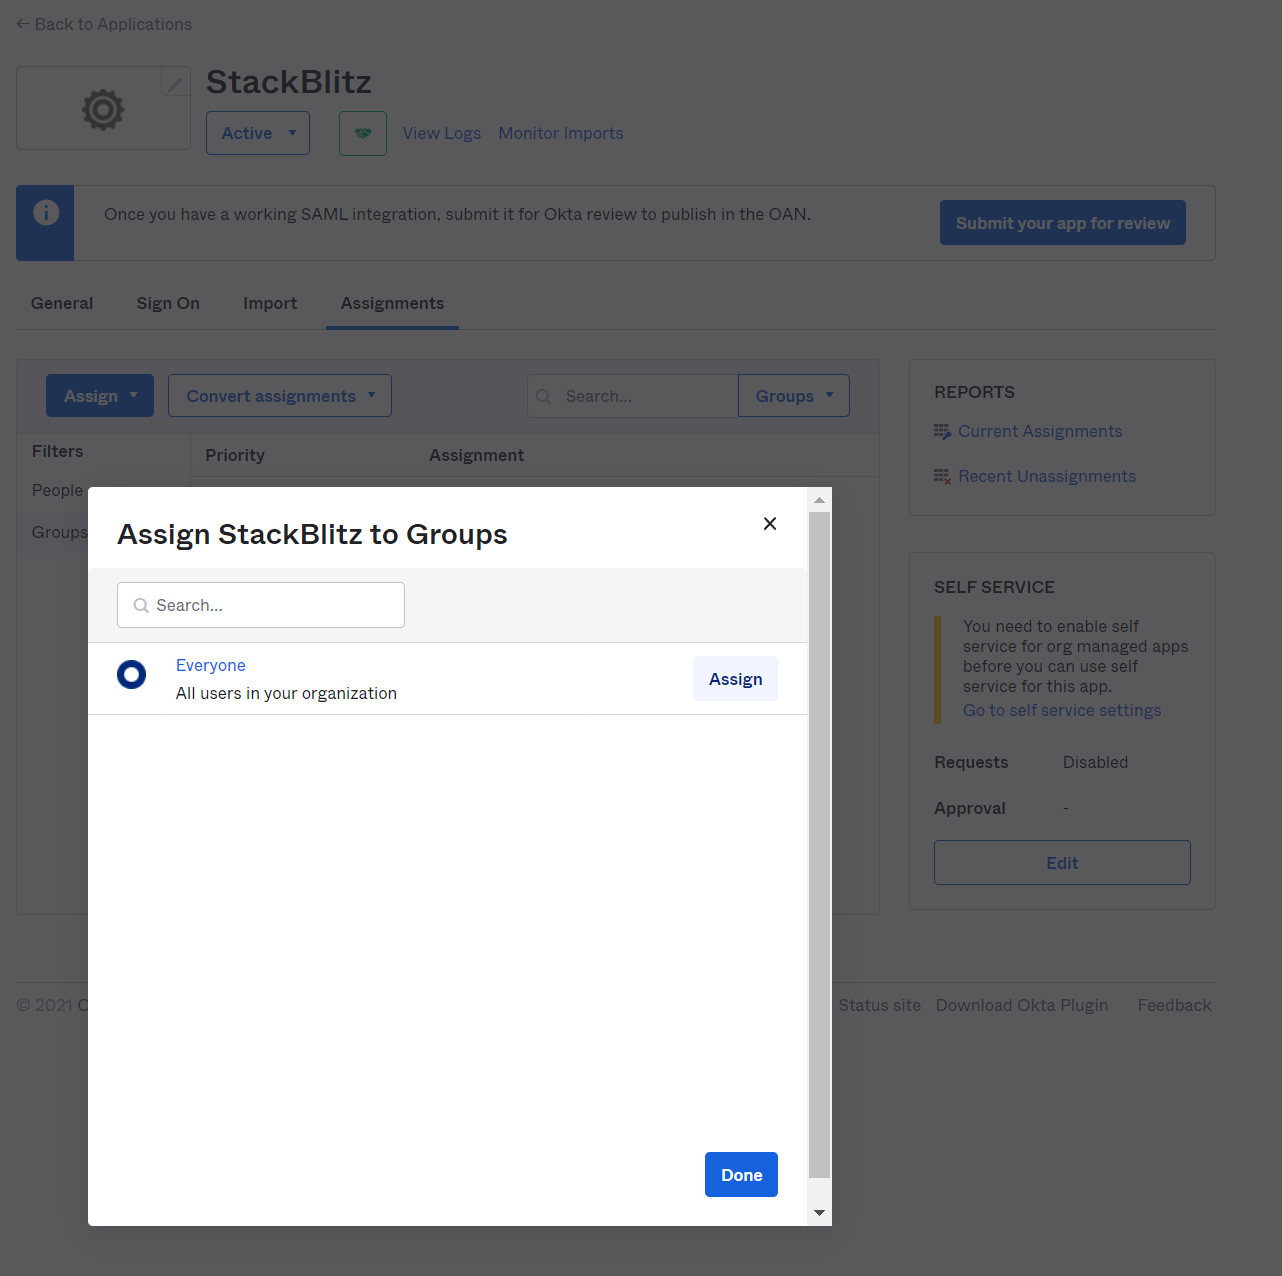 ← Back to Applications
StackBlitz
Active
View Logs
Monitor Imports
Once you have a working SAML integration, submit it for Okta review to publish in the OAN.
Submit your app for review
General
Sign On
Import
Assignments
Assign
Convert assignments
Search...
Groups
Filters
Priority
Assignment
People
Groups
REPORTS
Current Assignments
Recent Unassignments
SELF SERVICE
You need to enable self
service for org managed apps
before you can use self
service for this app.
Go to self service settings
Requests
Disabled
Approval
-
Edit
Assign StackBlitz to Groups
Search...
Everyone
All users in your organization
Assign
Done
© 2021
Status site
Download Okta Plugin
Feedback